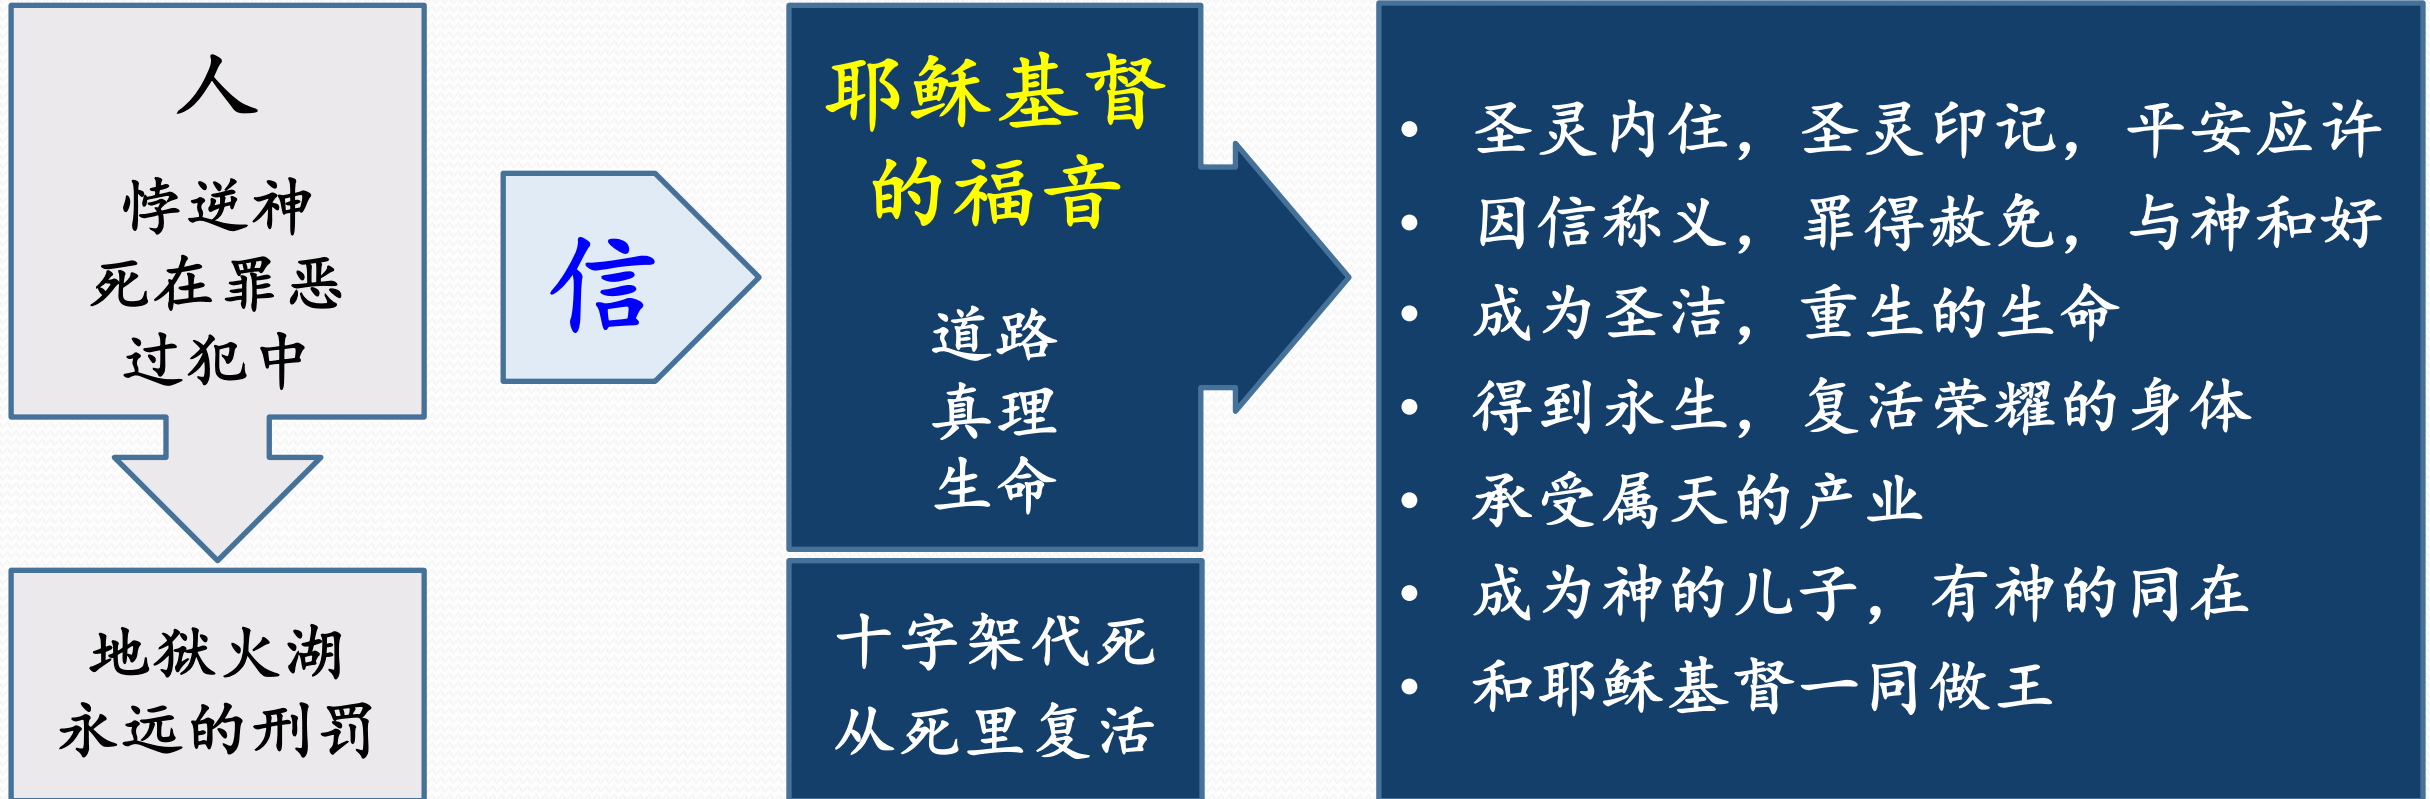 人
悖逆神
死在罪恶
过犯中
地狱火湖
永远的刑罚
信
耶稣基督
的福音
道路
真理
生命
十字架代死
从死里复活
• 圣灵内住，圣灵印记，平安应许
• 因信称义，罪得赦免，与神和好
• 成为圣洁，重生的生命
• 得到永生，复活荣耀的身体
• 承受属天的产业
• 成为神的儿子，有神的同在
• 和耶稣基督一同做王